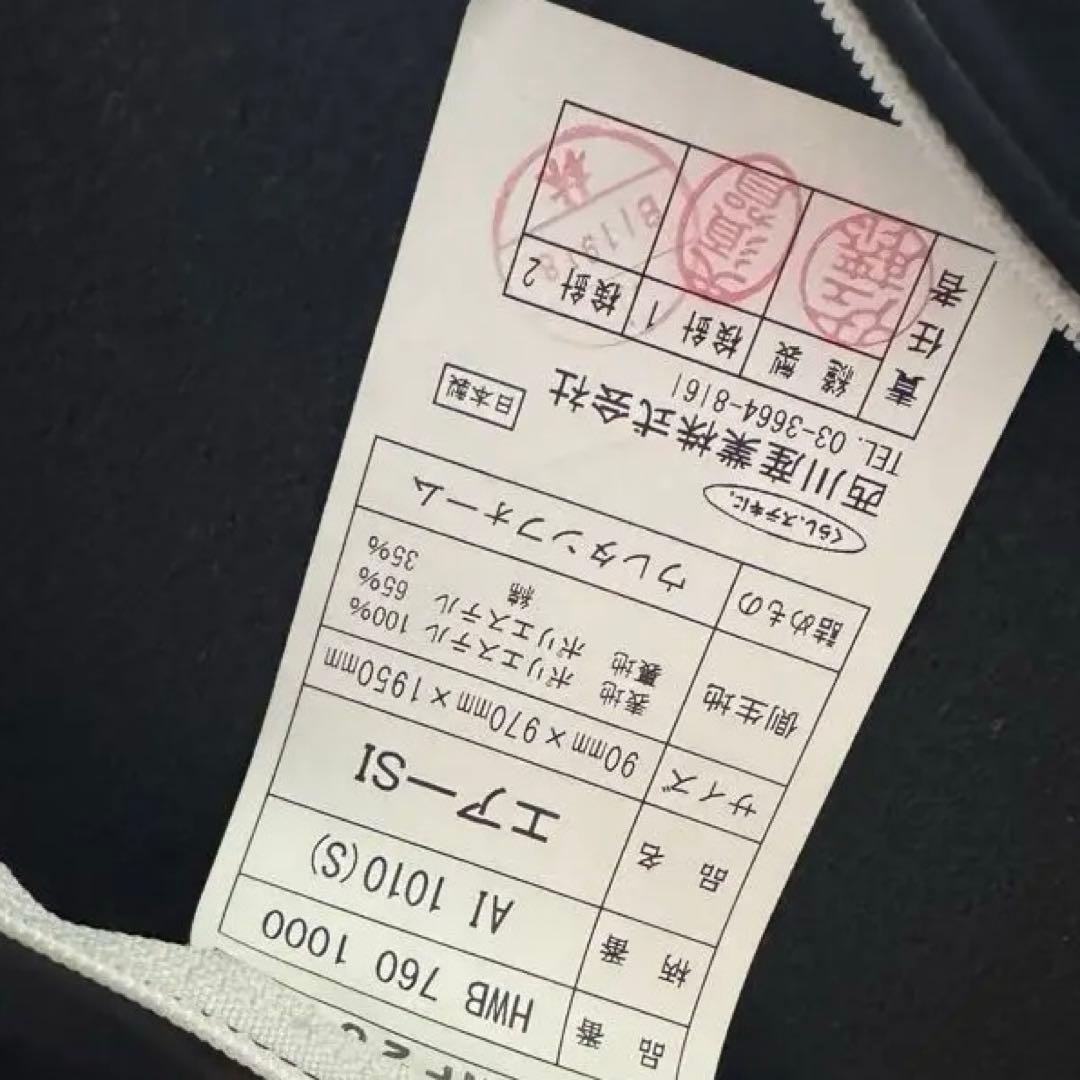 品番 HWB 760 1000
柄番 AI 1010(S)
品名 エアーSI
サイズ 90mm×970mm×1950mm
側生地 表地 ポリエステル 100%
裏地 ポリエステル 65%
綿 35%
詰めもの ウレタンフォーム
くらし、ステキに。
西川産業株式会社 日本製
TEL. 03-3664-8161
責任者 縫製 検針1 検針2
林